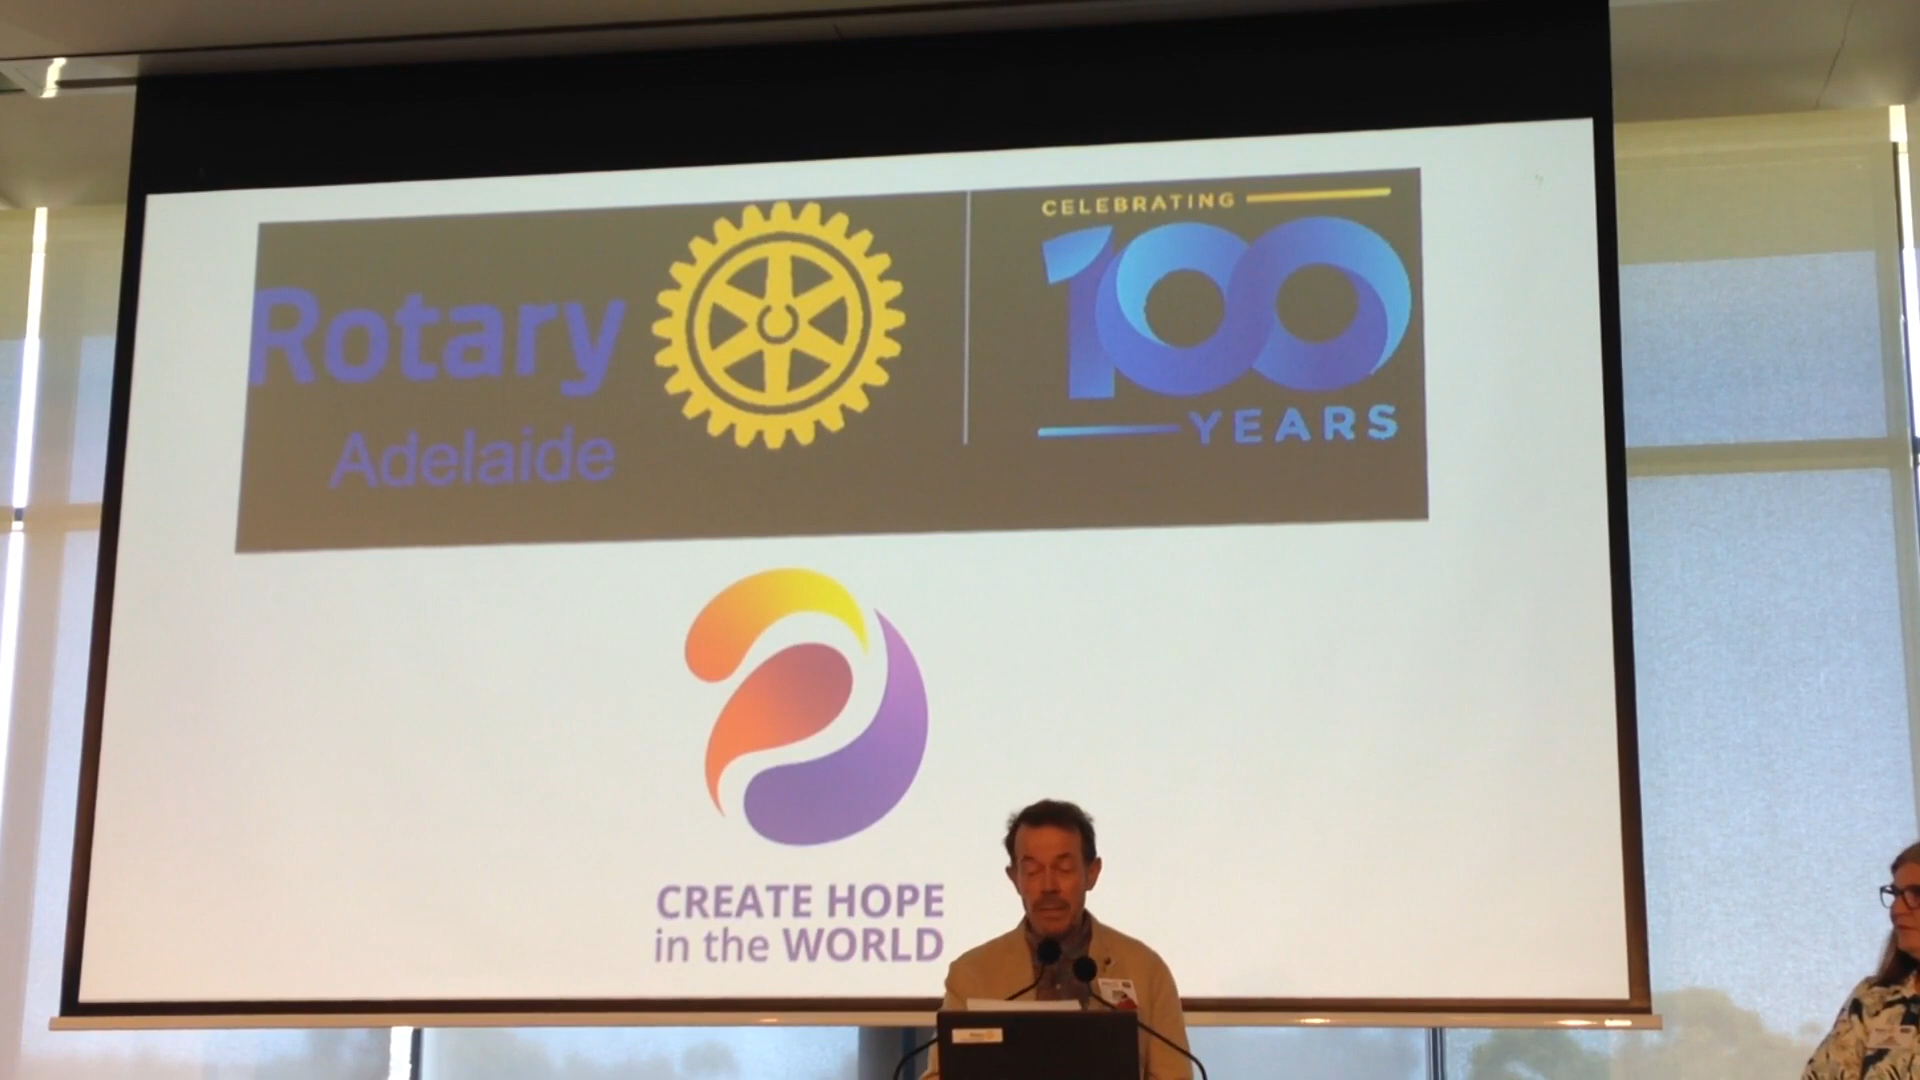 Rotary
Adelaide
CELEBRATING
100
YEARS
CREATE HOPE
in the WORLD